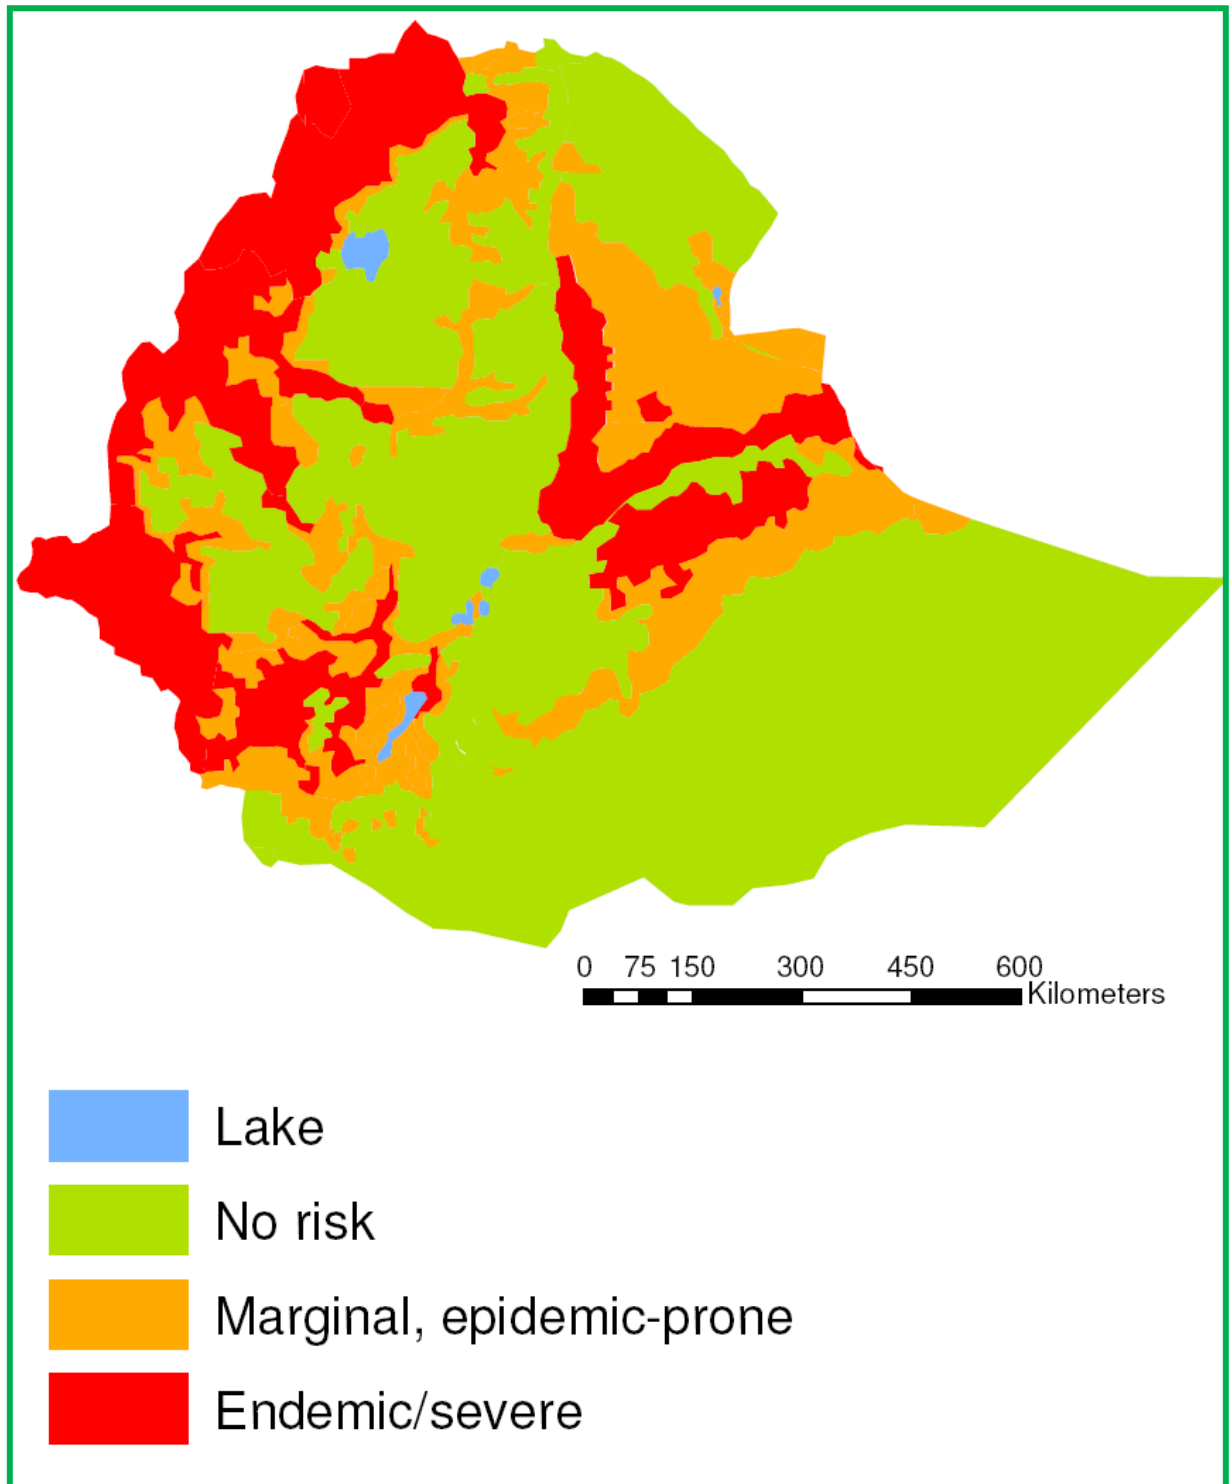 0 75 150 300 450 600
Kilometers
Lake
No risk
Marginal, epidemic-prone
Endemic/severe